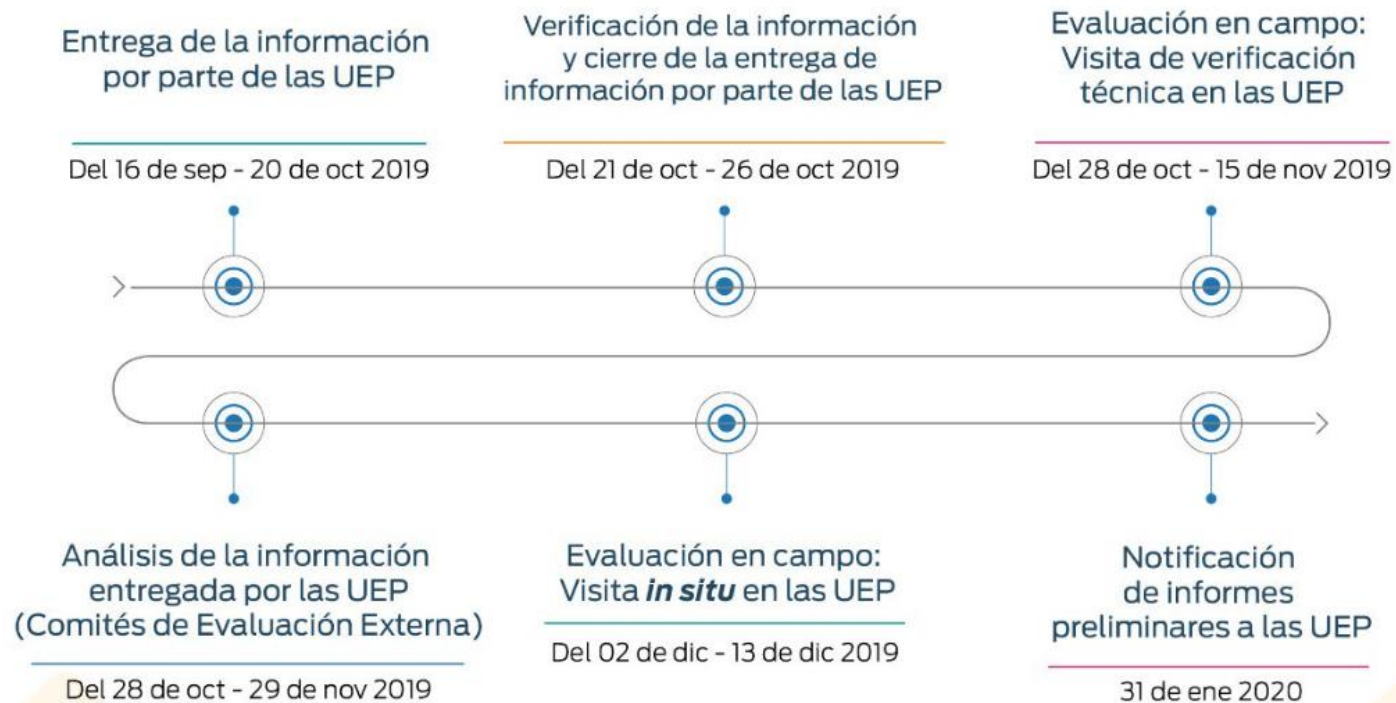 Entrega de la información
por parte de las UEP
Del 16 de sep - 20 de oct 2019
Verificación de la información
y cierre de la entrega de
información por parte de las UEP
Del 21 de oct - 26 de oct 2019
Evaluación en campo:
Visita de verificación
técnica en las UEP
Del 28 de oct - 15 de nov 2019
Análisis de la información
entregada por las UEP
(Comités de Evaluación Externa)
Del 28 de oct - 29 de nov 2019
Evaluación en campo:
Visita in situ en las UEP
Del 02 de dic - 13 de dic 2019
Notificación
de informes
preliminares a las UEP
31 de ene 2020